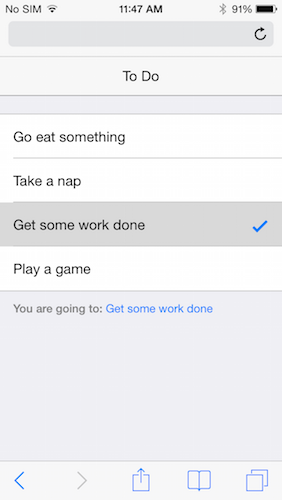 No SIM 11:47 AM 91%
To Do
Go eat something
Take a nap
Get some work done
Play a game
You are going to: Get some work done